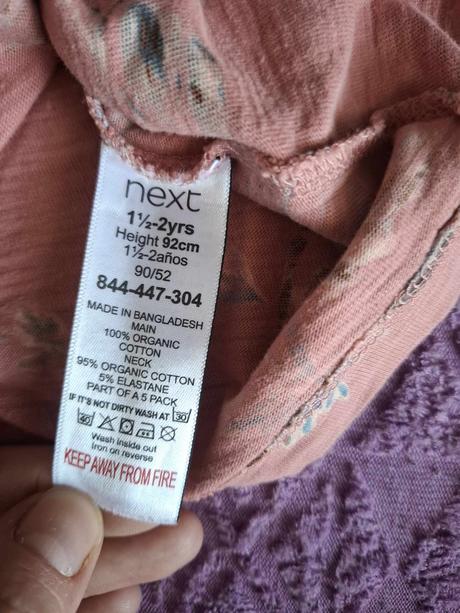 next
1½-2yrs
Height 92cm
1½-2años
90/52
844-447-304
MADE IN BANGLADESH
MAIN
100% ORGANIC
COTTON
NECK
95% ORGANIC COTTON
5% ELASTANE
PART OF A 5 PACK
IF IT'S NOT DIRTY WASH AT 30°
40
Wash inside out
Iron on reverse
KEEP AWAY FROM FIRE